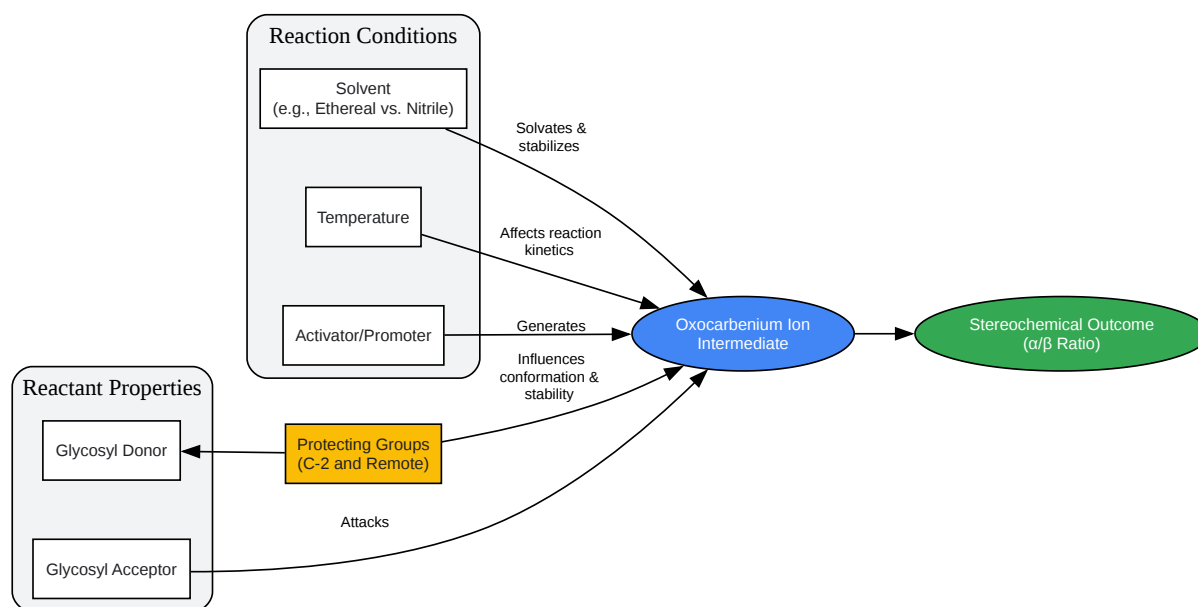 Reaction Conditions
Solvent
(e.g., Ethereal vs. Nitrile)
Solvates &
stabilizes
Temperature
Affects reaction
kinetics
Activator/Promoter
Generates
Oxocarbenium Ion
Intermediate
Stereochemical Outcome
(α/β Ratio)
Influences
conformation &
stability
Reactant Properties
Glycosyl Donor
Protecting Groups
(C-2 and Remote)
Attacks
Glycosyl Acceptor